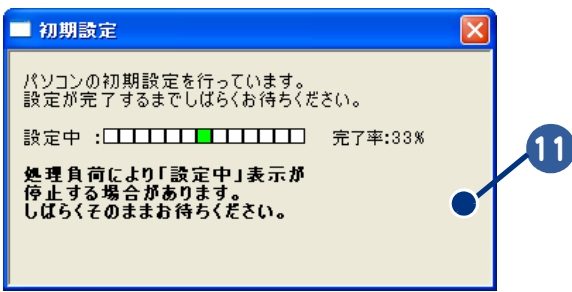 初期設定
パソコンの初期設定を行っています。
設定が完了するまでしばらくお待ちください。
設定中 : 完了率:33%
処理負荷により「設定中」表示が
停止する場合があります。
しばらくそのままお待ちください。
11